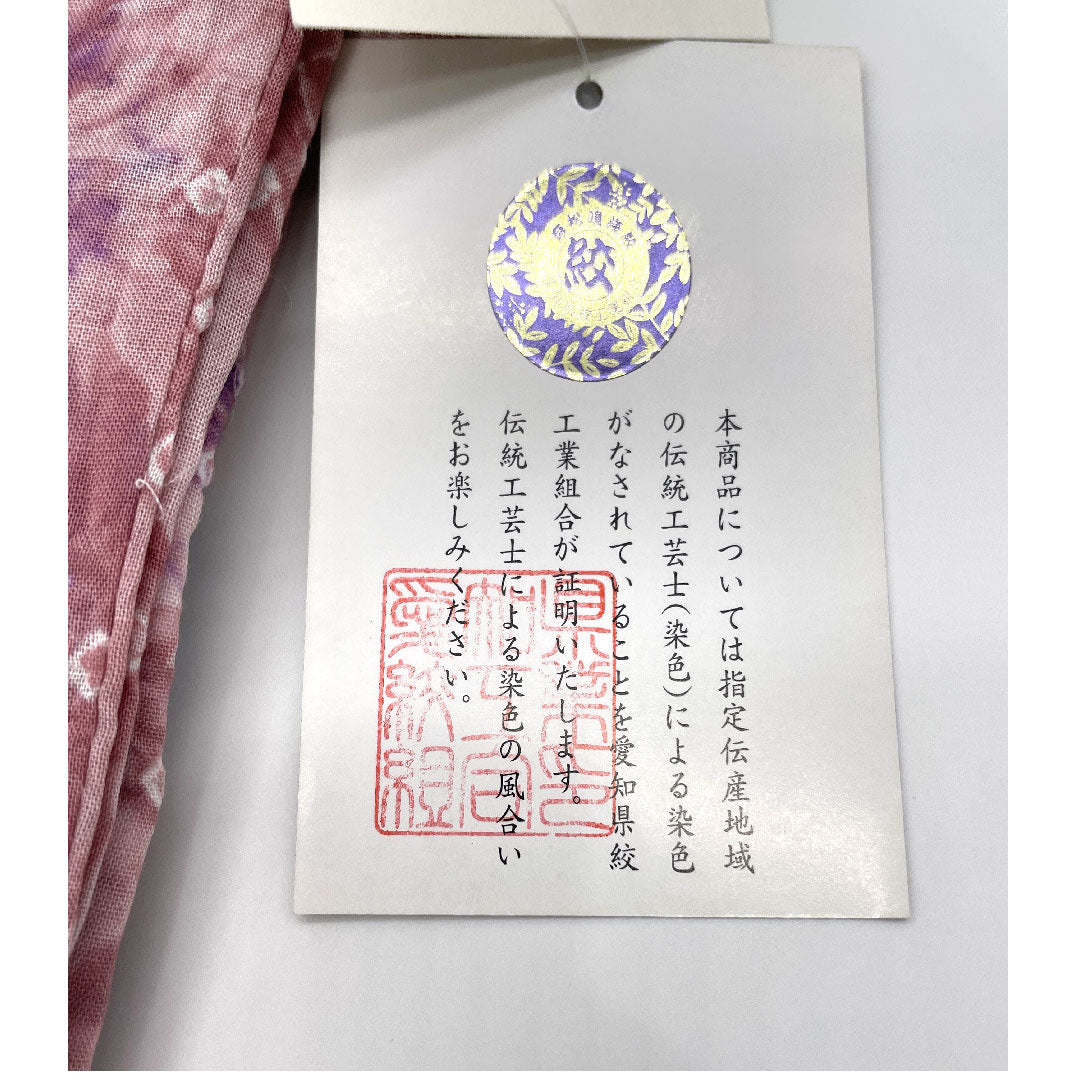 絞
本商品については指定伝産地域
の伝統工芸士(染色)による染色
がなされていることを愛知県絞
工業組合が証明いたします。
伝統工芸士による染色の風合い
をお楽しみください。